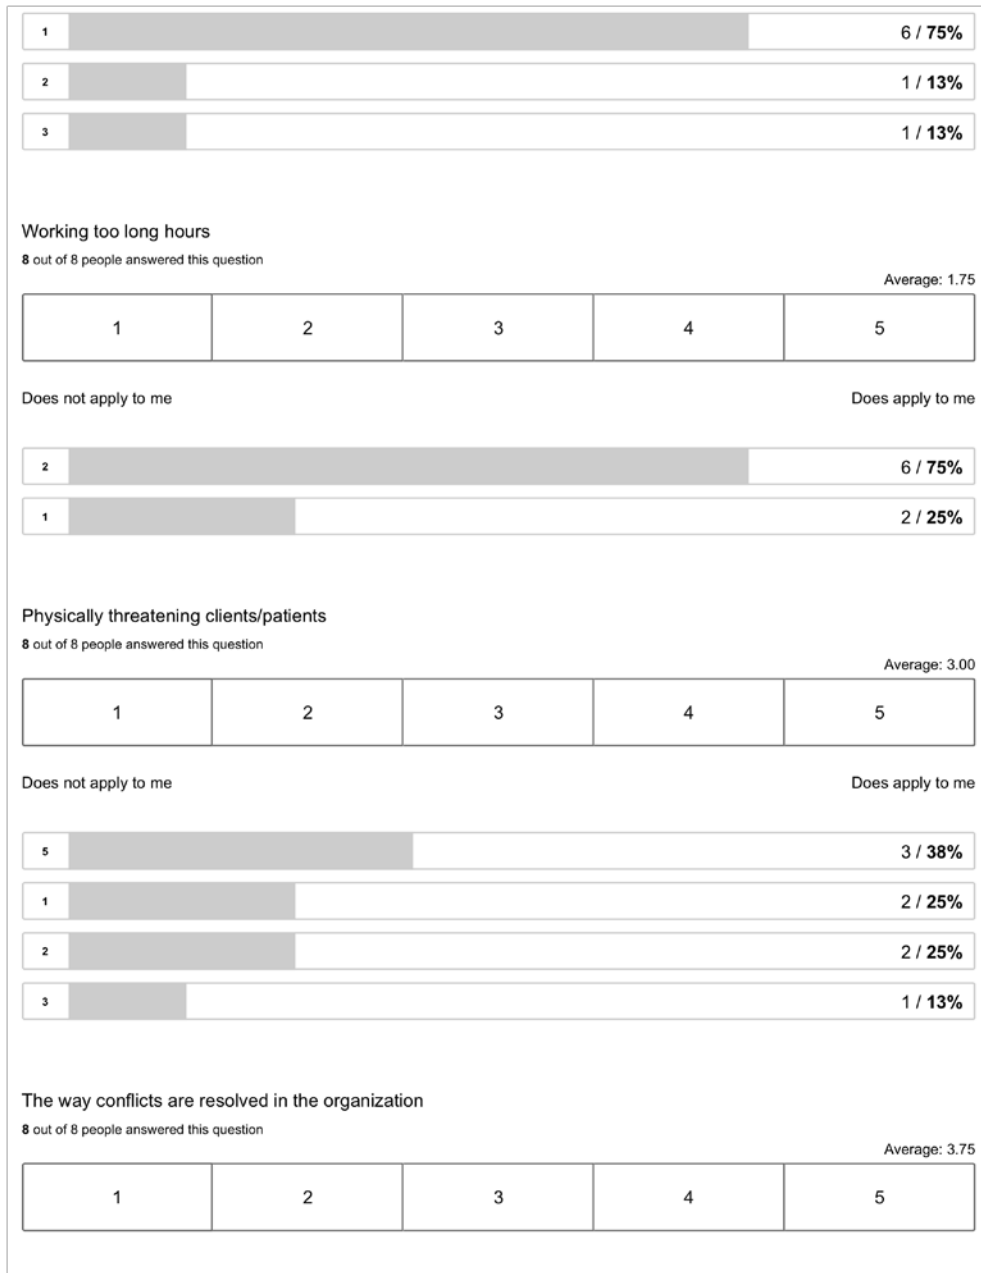 1 6 / 75%
2 1 / 13%
3 1 / 13%
Working too long hours
8 out of 8 people answered this question
Average: 1.75
1 2 3 4 5
Does not apply to me Does apply to me
2 6 / 75%
1 2 / 25%
Physically threatening clients/patients
8 out of 8 people answered this question
Average: 3.00
1 2 3 4 5
Does not apply to me Does apply to me
5 3 / 38%
1 2 / 25%
2 2 / 25%
3 1 / 13%
The way conflicts are resolved in the organization
8 out of 8 people answered this question
Average: 3.75
1 2 3 4 5